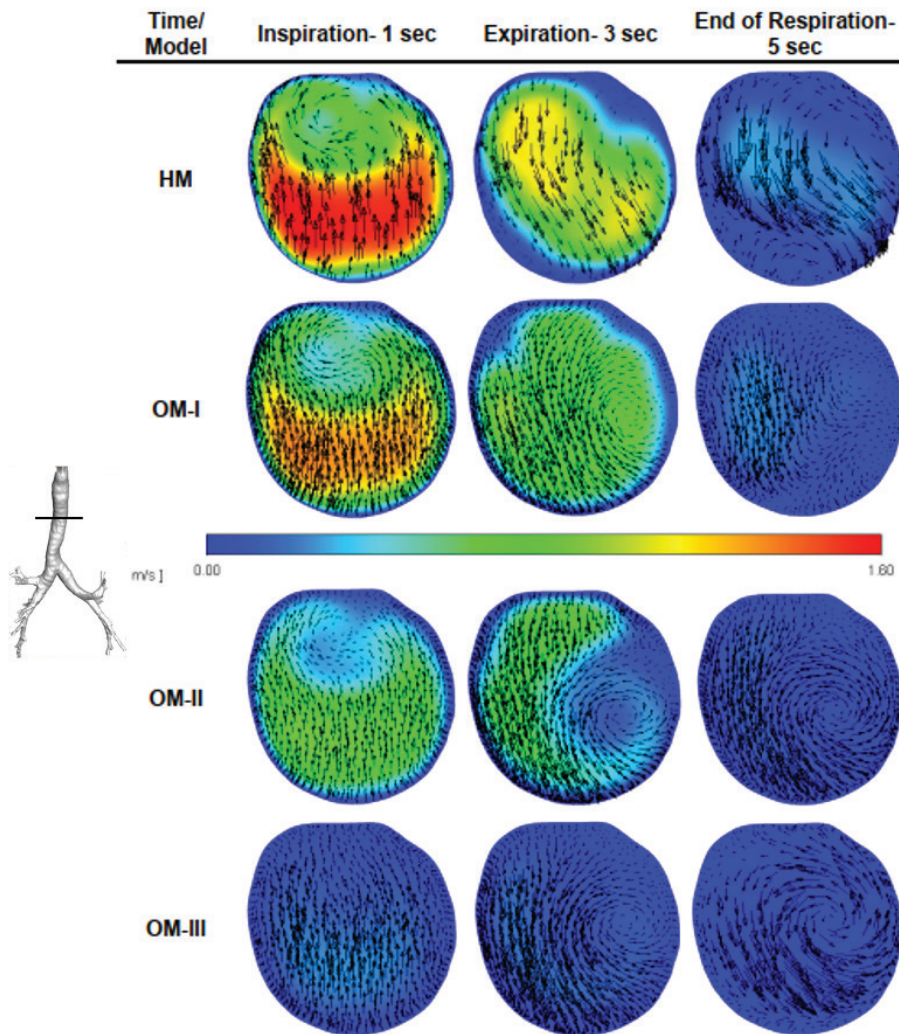 Time/
Model
Inspiration- 1 sec
Expiration- 3 sec
End of Respiration-
5 sec
HM
OM-I
m/s ]
0.00
1.60
OM-II
OM-III